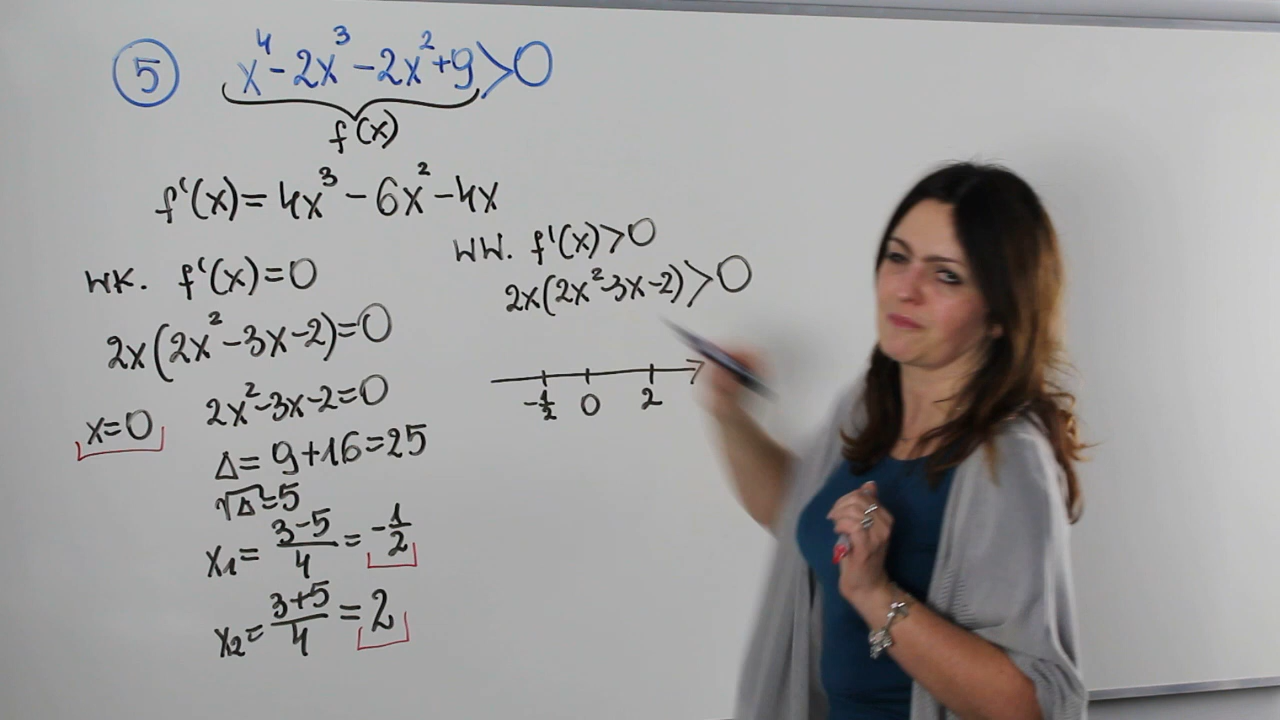 5 x⁴-2x³-2x²+9>0
f(x)
f'(x)=4x³-6x²-4x
WK. f'(x)=0
2x(2x²-3x-2)=0
x=0
2x²-3x-2=0
Δ=9+16=25
√Δ=5
x₁=(3-5)/4=-1/2
x₂=(3+5)/4=2
WW. f'(x)>0
2x(2x²-3x-2)>0
-1/2 0 2